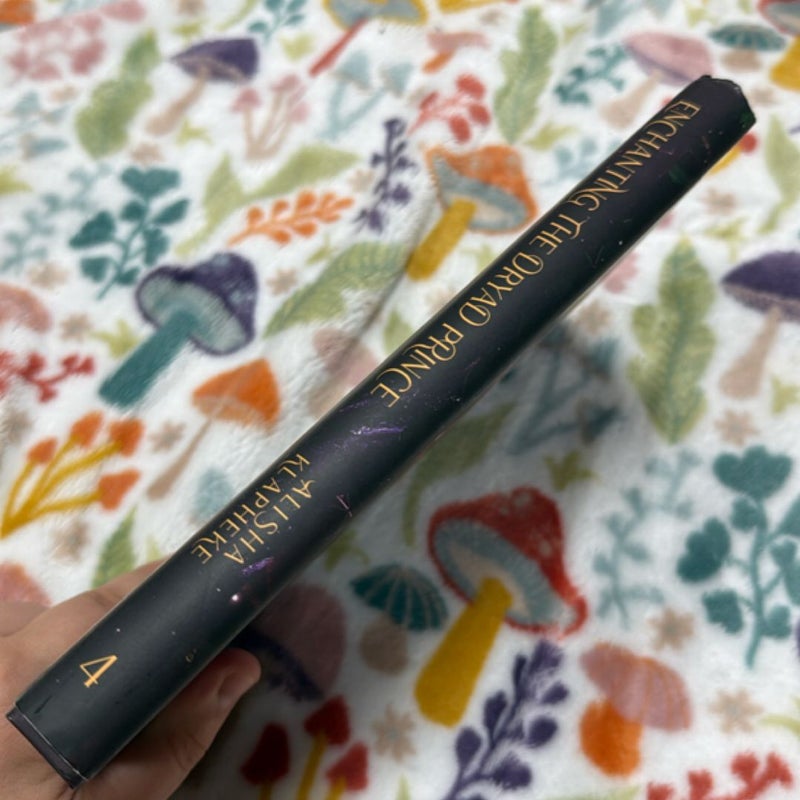 ENCHANTING THE DRYAD PRINCE
ALISHA
KLAPHEKE
4